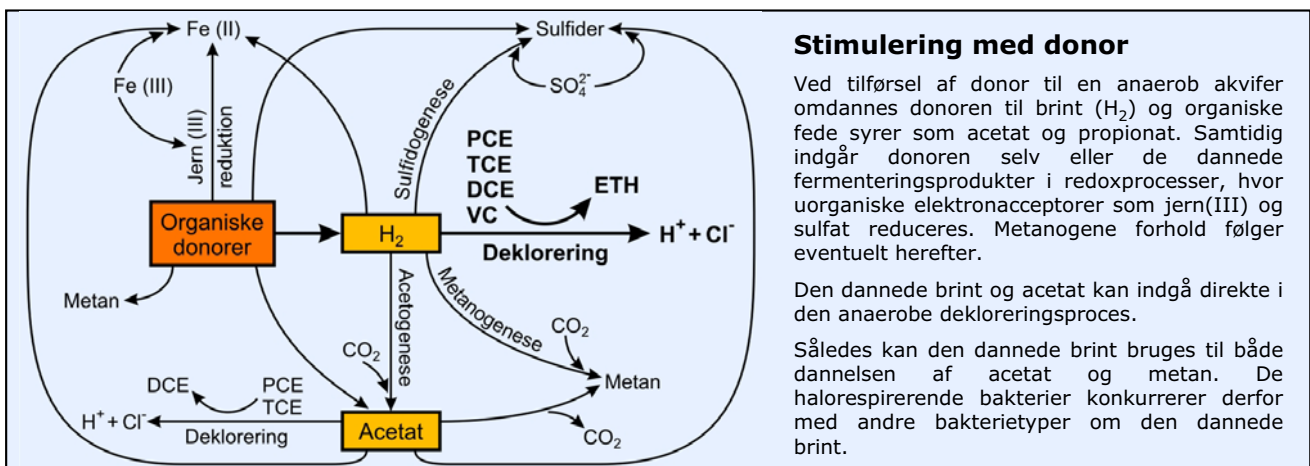 Fe (II)
Sulfider
Fe (III)
SO₄²⁻
Jern (III)
reduktion
Sulfidogenese
PCE
TCE
DCE
VC
ETH
Organiske
donorer
H₂
H⁺ + Cl⁻
Deklorering
Metan
Acetogenese
Metanogenese
CO₂
CO₂
Metan
DCE
PCE
TCE
H⁺ + Cl⁻
Deklorering
Acetat
CO₂
Stimulering med donor
Ved tilførsel af donor til en anaerob akvifer
omdannes donoren til brint (H₂) og organiske
fede syrer som acetat og propionat. Samtidig
indgår donoren selv eller de dannede
fermenteringsprodukter i redoxprocesser, hvor
uorganiske elektronacceptorer som jern(III) og
sulfat reduceres. Metanogene forhold følger
eventuelt herefter.
Den dannede brint og acetat kan indgå direkte i
den anaerobe dekloreringsproces.
Således kan den dannede brint bruges til både
dannelsen af acetat og metan. De
halorespirerende bakterier konkurrerer derfor
med andre bakterietyper om den dannede
brint.